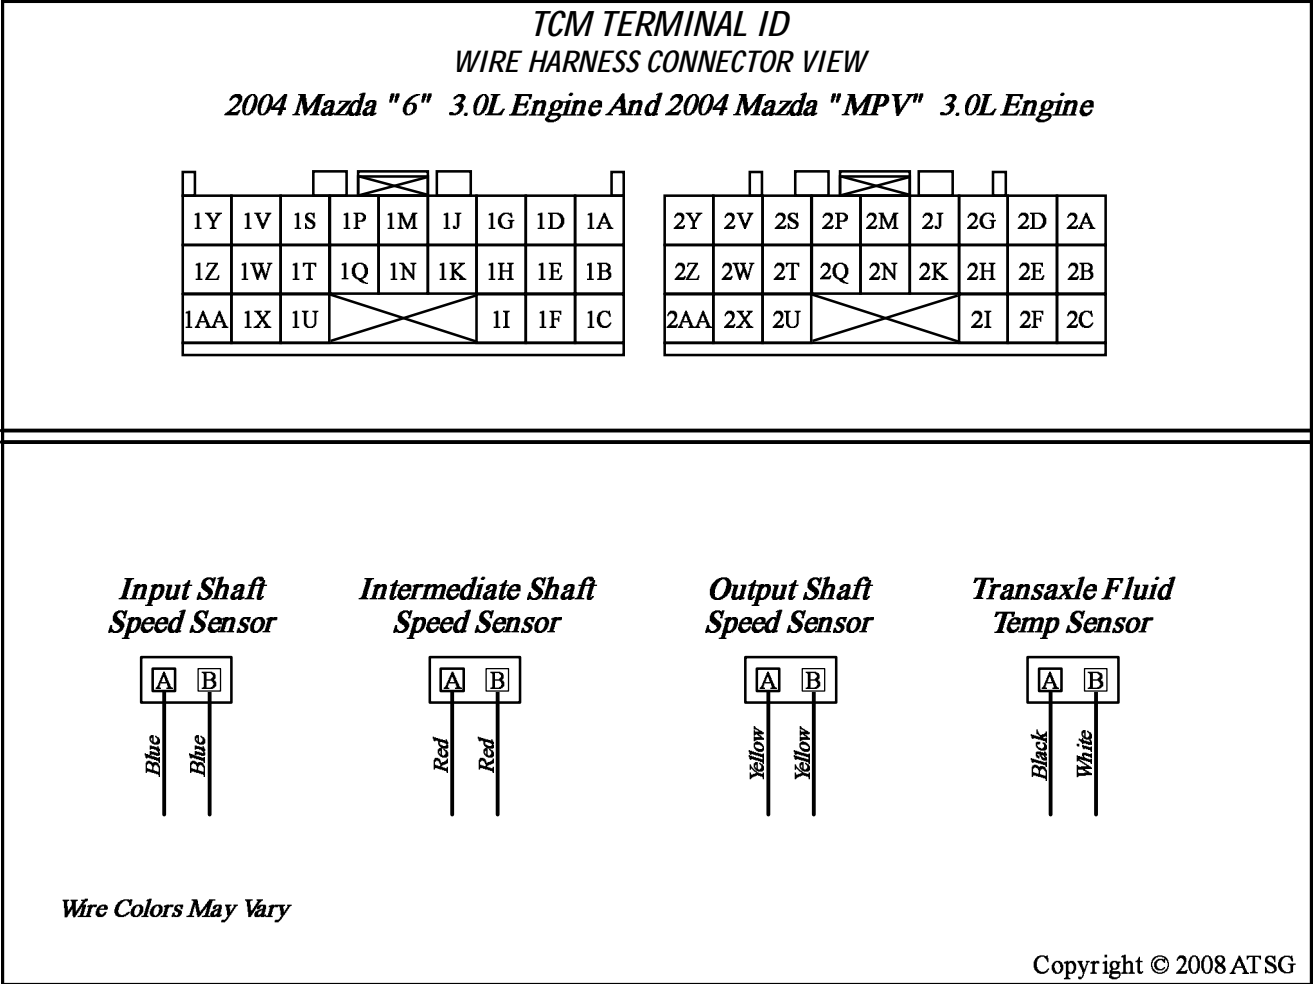 TCM TERMINAL ID
WIRE HARNESS CONNECTOR VIEW
2004 Mazda "6" 3.0L Engine And 2004 Mazda "MPV" 3.0L Engine
1Y 1V 1S 1P 1M 1J 1G 1D 1A
1Z 1W 1T 1Q 1N 1K 1H 1E 1B
1AA 1X 1U 1I 1F 1C
2Y 2V 2S 2P 2M 2J 2G 2D 2A
2Z 2W 2T 2Q 2N 2K 2H 2E 2B
2AA 2X 2U 2I 2F 2C
Input Shaft
Speed Sensor
A B
Blue Blue
Intermediate Shaft
Speed Sensor
A B
Red Red
Output Shaft
Speed Sensor
A B
Yellow Yellow
Transaxle Fluid
Temp Sensor
A B
Black White
Wire Colors May Vary
Copyright © 2008 ATSG